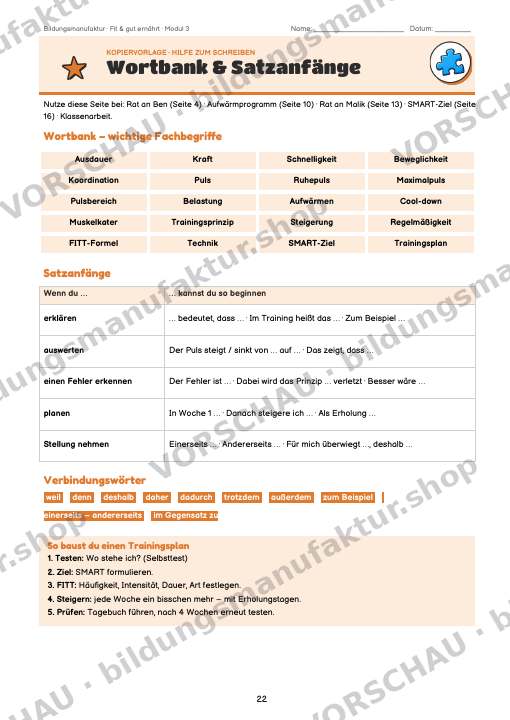 Bildungsmanufaktur · Fit & gut ernährt · Modul 3 Name: Datum:
KOPIERVORLAGE · HILFE ZUM SCHREIBEN
Wortbank & Satzanfänge
Nutze diese Seite bei: Rat an Ben (Seite 4) · Aufwärmprogramm (Seite 10) · Rat an Malik (Seite 13) · SMART-Ziel (Seite
16) · Klassenarbeit.
Wortbank – wichtige Fachbegriffe
Ausdauer Kraft Schnelligkeit Beweglichkeit
Koordination Puls Ruhepuls Maximalpuls
Pulsbereich Belastung Aufwärmen Cool-down
Muskelkater Trainingsprinzip Steigerung Regelmäßigkeit
FITT-Formel Technik SMART-Ziel Trainingsplan
Satzanfänge
Wenn du … … kannst du so beginnen
erklären … bedeutet, dass … · Im Training heißt das … · Zum Beispiel …
auswerten Der Puls steigt / sinkt von … auf … · Das zeigt, dass …
einen Fehler erkennen Der Fehler ist … · Dabei wird das Prinzip … verletzt · Besser wäre …
planen In Woche 1 … · Danach steigere ich … · Als Erholung …
Stellung nehmen Einerseits … · Andererseits … · Für mich überwiegt …, deshalb …
Verbindungswörter
weil denn deshalb daher dadurch trotzdem außerdem zum Beispiel
einerseits – andererseits im Gegensatz zu
So baust du einen Trainingsplan
1. Testen: Wo stehe ich? (Selbsttest)
2. Ziel: SMART formulieren.
3. FITT: Häufigkeit, Intensität, Dauer, Art festlegen.
4. Steigern: jede Woche ein bisschen mehr – mit Erholungstagen.
5. Prüfen: Tagebuch führen, nach 4 Wochen erneut testen.
22
VORSCHAU · bildungsmanufaktur.shop